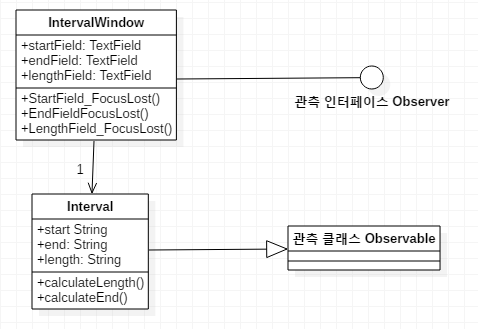 IntervalWindow
+startField: TextField
+endField: TextField
+lengthField: TextField
+StartField_FocusLost()
+EndFieldFocusLost()
+LengthField_FocusLost()
관측 인터페이스 Observer
1
Interval
+start String
+end: String
+length: String
+calculateLength()
+calculateEnd()
관측 클래스 Observable